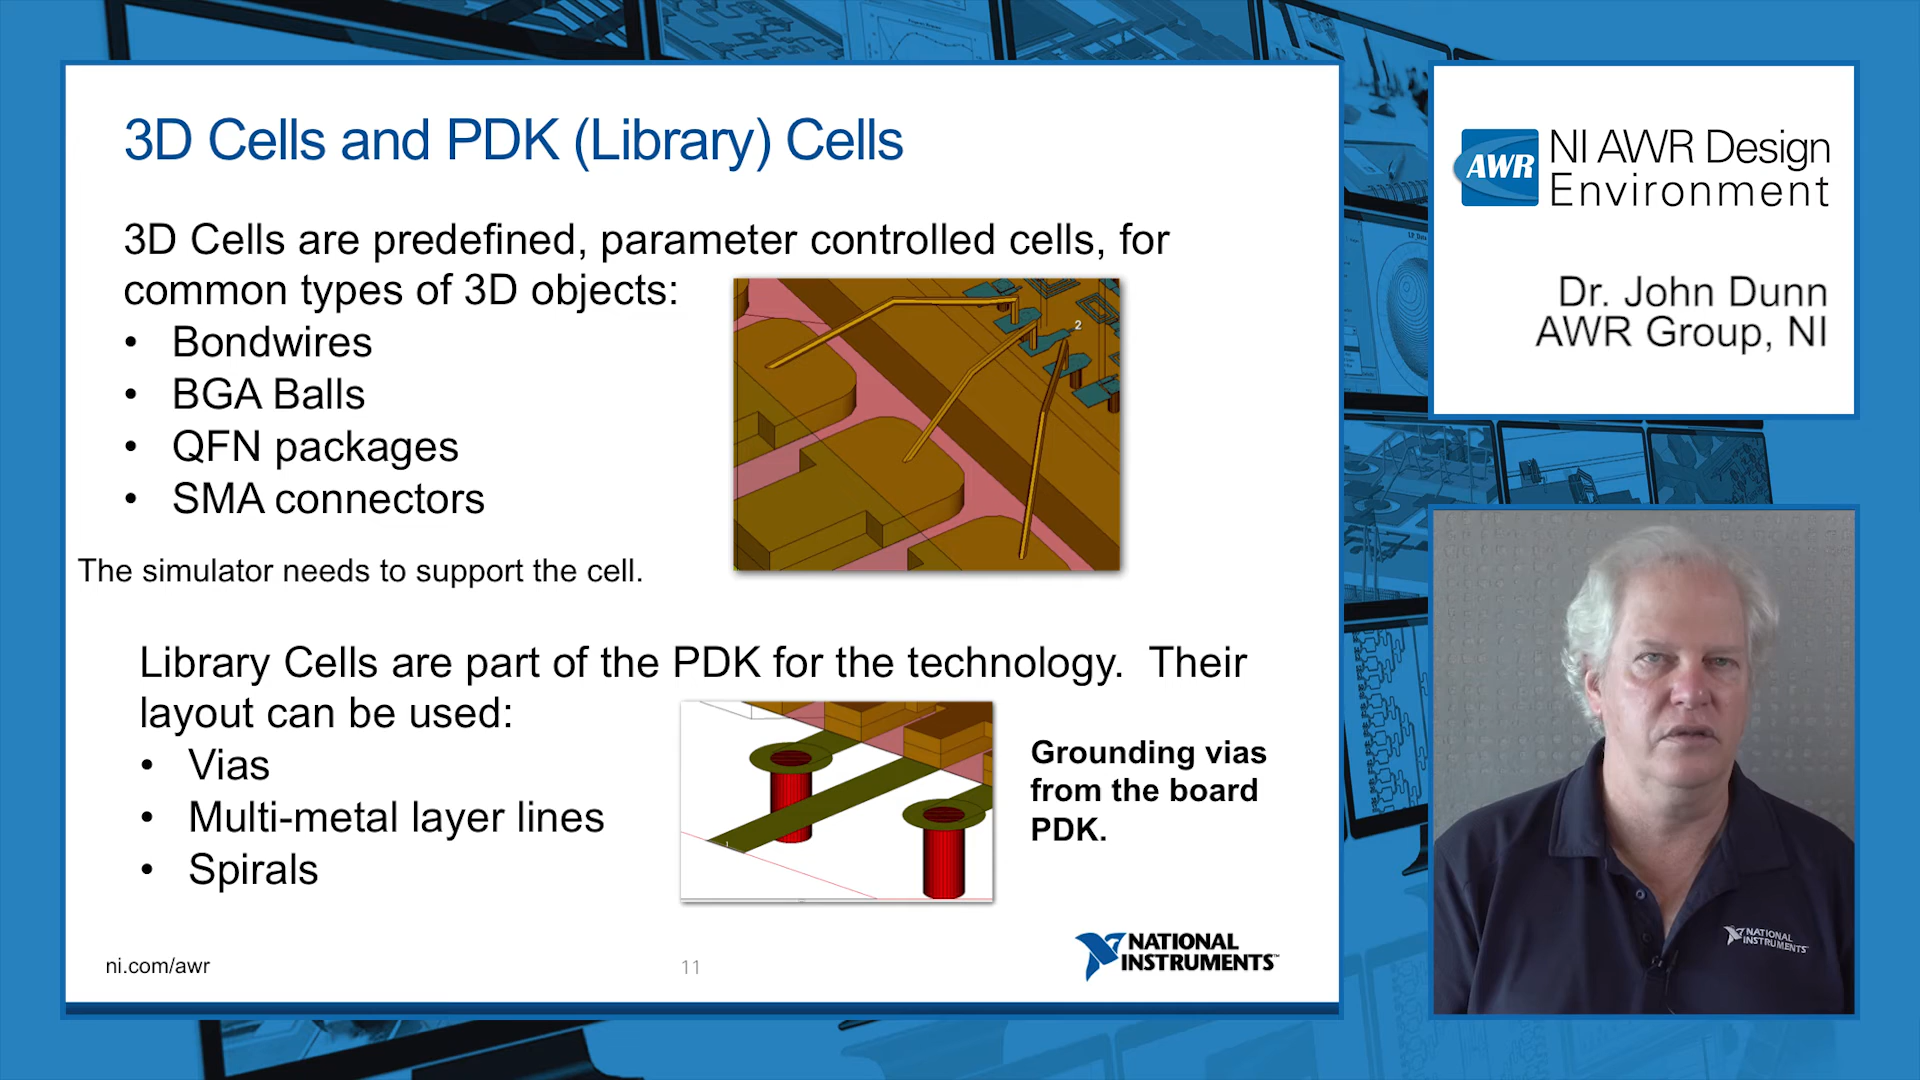 3D Cells and PDK (Library) Cells
3D Cells are predefined, parameter controlled cells, for
common types of 3D objects:
• Bondwires
• BGA Balls
• QFN packages
• SMA connectors
2
The simulator needs to support the cell.
Library Cells are part of the PDK for the technology. Their
layout can be used:
• Vias
• Multi-metal layer lines
• Spirals
1
Grounding vias
from the board
PDK.
ni.com/awr
11
NATIONAL
INSTRUMENTS™
AWR
NI AWR Design
Environment
Dr. John Dunn
AWR Group, NI
NATIONAL
INSTRUMENTS